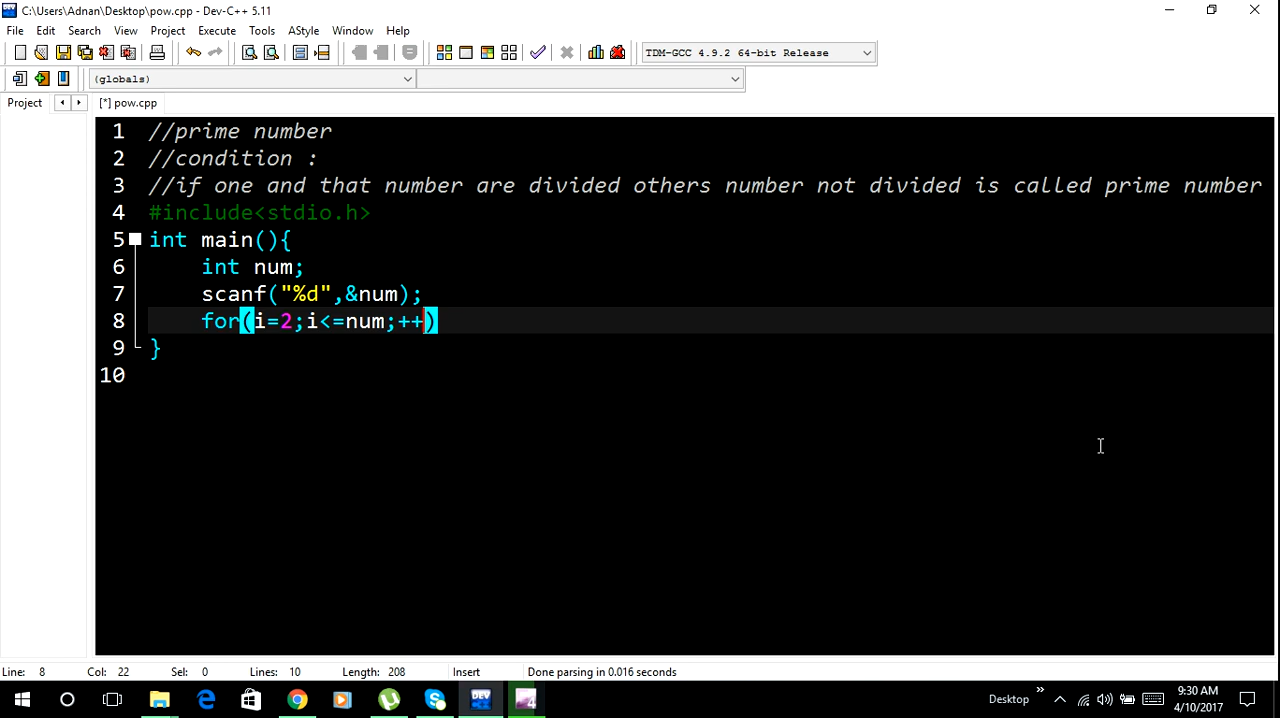 C:\Users\Adnan\Desktop\pow.cpp - Dev-C++ 5.11
File Edit Search View Project Execute Tools AStyle Window Help
TDM-GCC 4.9.2 64-bit Release
(globals)
Project [*] pow.cpp
1 //prime number
2 //condition :
3 //if one and that number are divided others number not divided is called prime number
4 #include<stdio.h>
5 int main(){
6 int num;
7 scanf("%d",&num);
8 for(i=2;i<=num;++)
9 }
10
Line: 8 Col: 22 Sel: 0 Lines: 10 Length: 208 Insert Done parsing in 0.016 seconds
DEV 4 Desktop 9:30 AM
4/10/2017